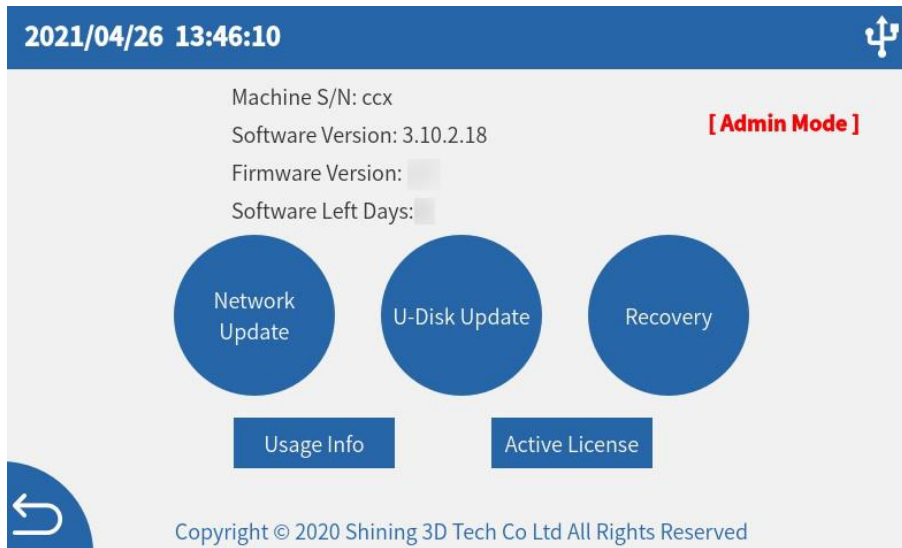 2021/04/26 13:46:10
Machine S/N: ccx
Software Version: 3.10.2.18
[ Admin Mode ]
Firmware Version:
Software Left Days:
Network
Update
U-Disk Update
Recovery
Usage Info
Active License
Copyright © 2020 Shining 3D Tech Co Ltd All Rights Reserved